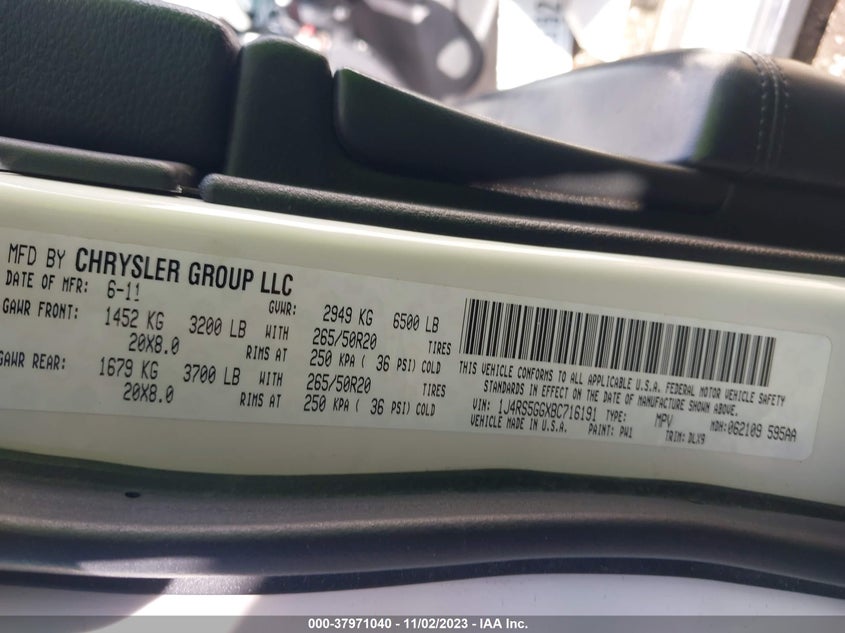 MFD BY CHRYSLER GROUP LLC
DATE OF MFR: 6-11 GVWR: 2949 KG 6500 LB
GAWR FRONT: 1452 KG 3200 LB WITH 265/50R20 TIRES
20X8.0 RIMS AT 250 KPA ( 36 PSI) COLD
GAWR REAR: 1679 KG 3700 LB WITH 265/50R20 TIRES
20X8.0 RIMS AT 250 KPA ( 36 PSI) COLD
THIS VEHICLE CONFORMS TO ALL APPLICABLE U.S.A. FEDERAL MOTOR VEHICLE SAFETY
STANDARDS IN EFFECT ON THE DATE OF MANUFACTURE SHOWN ABOVE.
VIN: 1J4RS5GGXBC716191 TYPE: MPV MDH: 062109 595AA
VEHICLE MADE IN U.S.A. PAINT: PW1 TRIM: DLX9
000-37971040 - 11/02/2023 - IAA Inc.